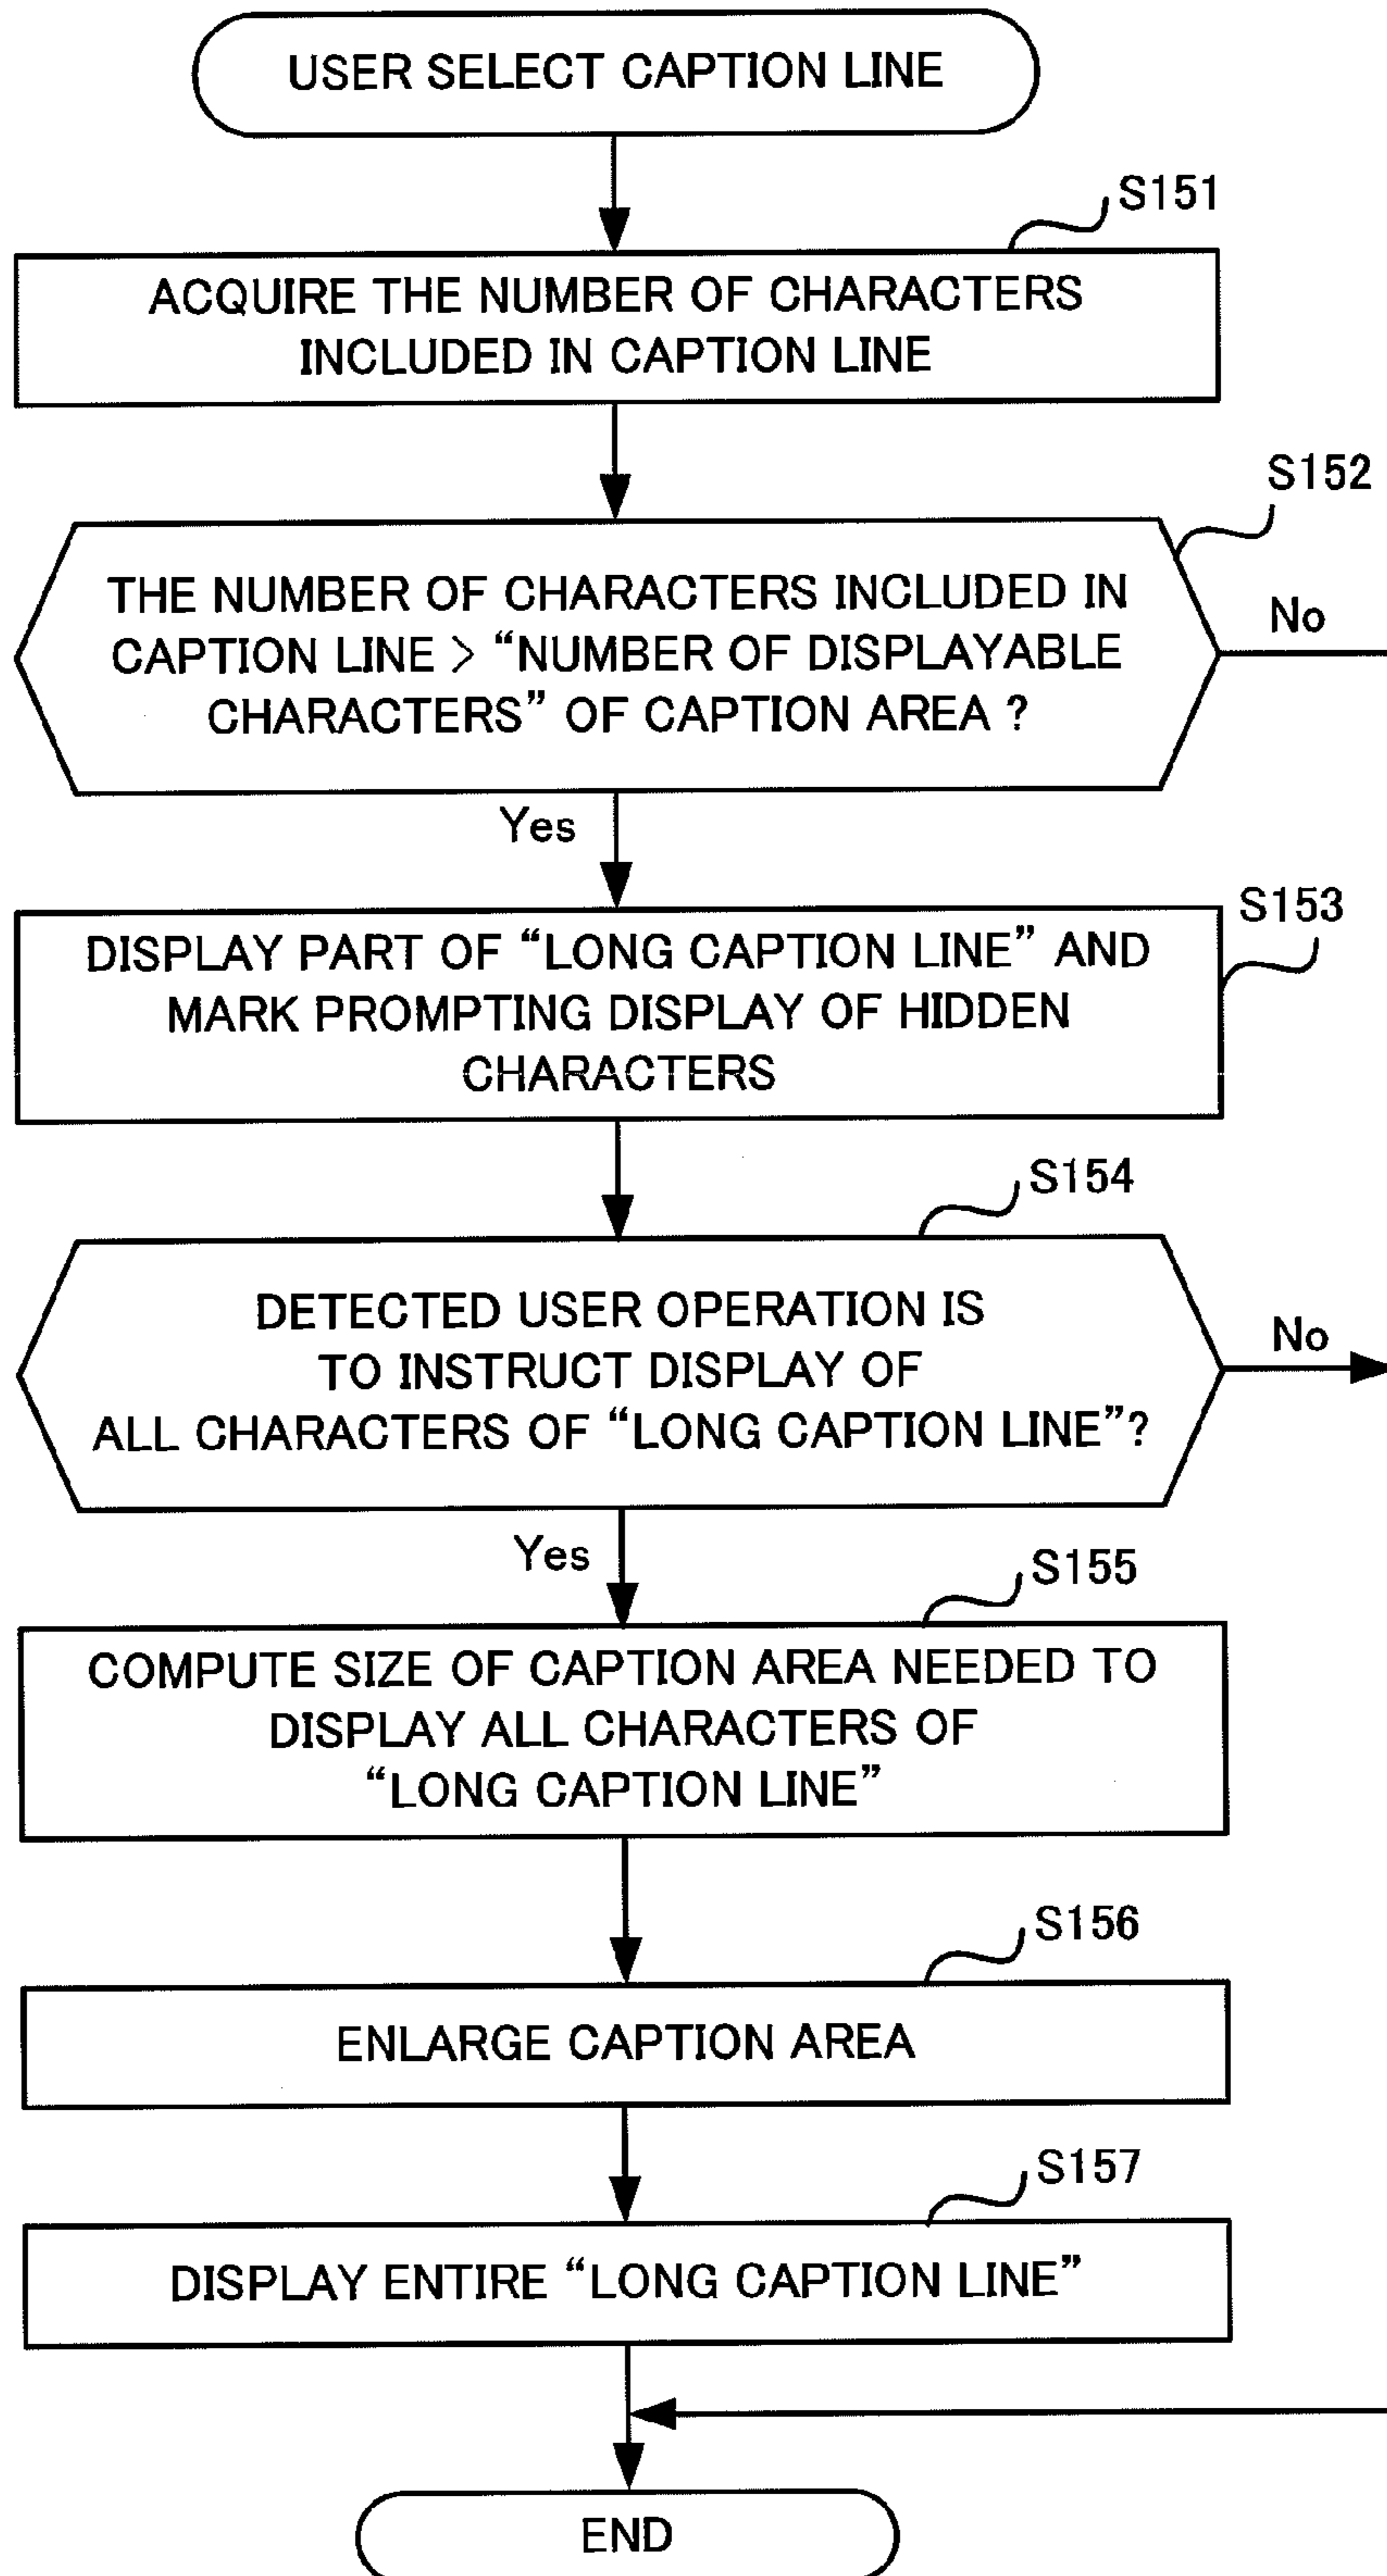 USER SELECT CAPTION LINE
S151
ACQUIRE THE NUMBER OF CHARACTERS
INCLUDED IN CAPTION LINE
S152
THE NUMBER OF CHARACTERS INCLUDED IN
CAPTION LINE > “NUMBER OF DISPLAYABLE
CHARACTERS” OF CAPTION AREA ?
No
Yes
S153
DISPLAY PART OF “LONG CAPTION LINE” AND
MARK PROMPTING DISPLAY OF HIDDEN
CHARACTERS
S154
DETECTED USER OPERATION IS
TO INSTRUCT DISPLAY OF
ALL CHARACTERS OF “LONG CAPTION LINE”?
No
Yes
S155
COMPUTE SIZE OF CAPTION AREA NEEDED TO
DISPLAY ALL CHARACTERS OF
“LONG CAPTION LINE”
S156
ENLARGE CAPTION AREA
S157
DISPLAY ENTIRE “LONG CAPTION LINE”
END